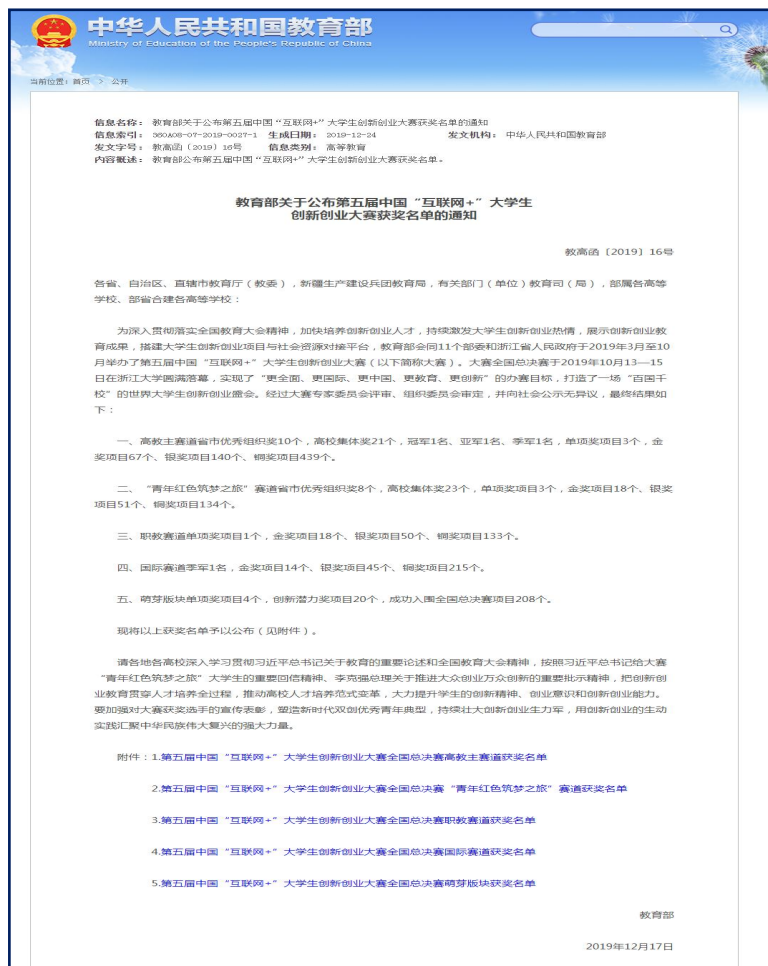 中华人民共和国教育部
Ministry of Education of the People's Republic of China
当前位置：首页 > 公开
信息名称： 教育部关于公布第五届中国“互联网+”大学生创新创业大赛获奖名单的通知
信息索引： 360A08-07-2019-0027-1 生成日期： 2019-12-24 发文机构： 中华人民共和国教育部
发文字号： 教高函〔2019〕16号 信息类别： 高等教育
内容概述： 教育部公布第五届中国“互联网+”大学生创新创业大赛获奖名单。
教育部关于公布第五届中国“互联网+”大学生
创新创业大赛获奖名单的通知
教高函〔2019〕16号
各省、自治区、直辖市教育厅（教委），新疆生产建设兵团教育局，有关部门（单位）教育司（局），部属各高等
学校、部省合建各高等学校：
为深入贯彻落实全国教育大会精神，加快培养创新创业人才，持续激发大学生创新创业热情，展示创新创业教
育成果，搭建大学生创新创业项目与社会资源对接平台，教育部会同11个部委和浙江省人民政府于2019年3月至10
月举办了第五届中国“互联网+”大学生创新创业大赛（以下简称大赛）。大赛全国总决赛于2019年10月13—15
日在浙江大学圆满落幕，实现了“更全面、更国际、更中国、更教育、更创新”的办赛目标，打造了一场“百国千
校”的世界大学生创新创业盛会。经过大赛专家委员会评审、组织委员会审定，并向社会公示无异议，最终结果如
下：
一、高教主赛道省市优秀组织奖10个，高校集体奖21个，冠军1名、亚军1名、季军1名，单项奖项目3个，金
奖项目67个、银奖项目140个、铜奖项目439个。
二、“青年红色筑梦之旅”赛道省市优秀组织奖8个，高校集体奖23个，单项奖项目3个，金奖项目18个、银奖
项目51个、铜奖项目134个。
三、职教赛道单项奖项目1个，金奖项目18个、银奖项目50个、铜奖项目133个。
四、国际赛道季军1名，金奖项目14个、银奖项目45个、铜奖项目215个。
五、萌芽版块单项奖项目4个，创新潜力奖项目20个，成功入围全国总决赛项目208个。
现将以上获奖名单予以公布（见附件）。
请各地各高校深入学习贯彻习近平总书记关于教育的重要论述和全国教育大会精神，按照习近平总书记给大赛
“青年红色筑梦之旅”大学生的重要回信精神、李克强总理关于推进大众创业万众创新的重要批示精神，把创新创
业教育贯穿人才培养全过程，推动高校人才培养范式变革，大力提升学生的创新精神、创业意识和创新创业能力。
要加强对大赛获奖选手的宣传表彰，塑造新时代双创优秀青年典型，持续壮大创新创业生力军，用创新创业的生动
实践汇聚中华民族伟大复兴的强大力量。
附件：1.第五届中国“互联网+”大学生创新创业大赛全国总决赛高教主赛道获奖名单
2.第五届中国“互联网+”大学生创新创业大赛全国总决赛“青年红色筑梦之旅”赛道获奖名单
3.第五届中国“互联网+”大学生创新创业大赛全国总决赛职教赛道获奖名单
4.第五届中国“互联网+”大学生创新创业大赛全国总决赛国际赛道获奖名单
5.第五届中国“互联网+”大学生创新创业大赛全国总决赛萌芽版块获奖名单
教育部
2019年12月17日